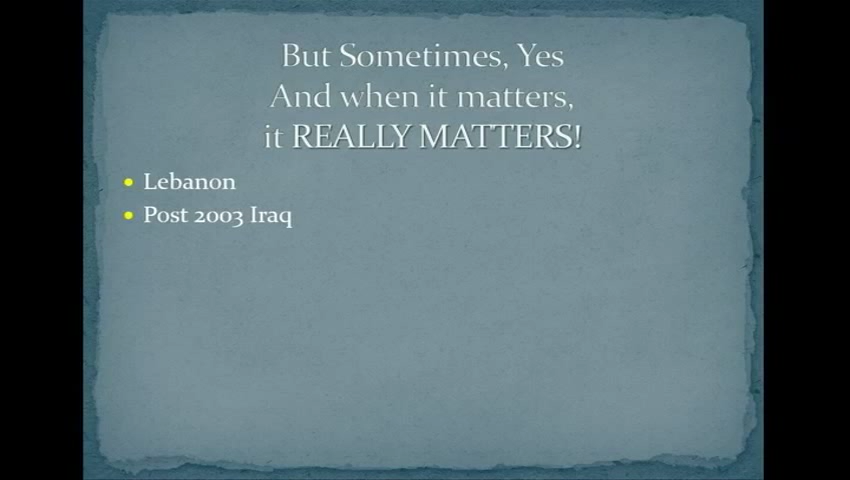 But Sometimes, Yes
And when it matters,
it REALLY MATTERS!
Lebanon
Post 2003 Iraq